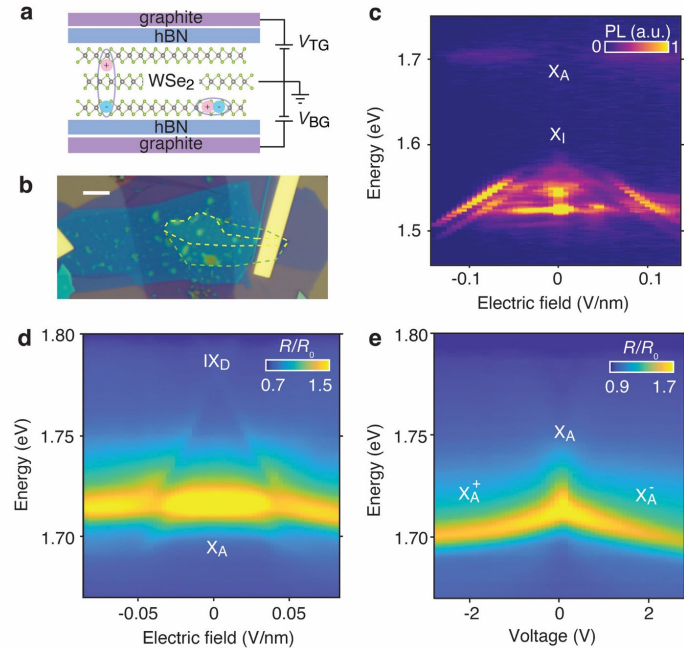 a
graphite
hBN
WSe₂
hBN
graphite
V_TG
V_BG
b
c
PL (a.u.)
0 1
X_A
X_I
1.7
1.6
1.5
Energy (eV)
-0.1 0 0.1
Electric field (V/nm)
d
R/R₀
0.7 1.5
IX_D
X_A
1.80
1.75
1.70
Energy (eV)
-0.05 0 0.05
Electric field (V/nm)
e
R/R₀
0.9 1.7
X_A
X_A⁺
X_A⁻
1.80
1.75
1.70
Energy (eV)
-2 0 2
Voltage (V)